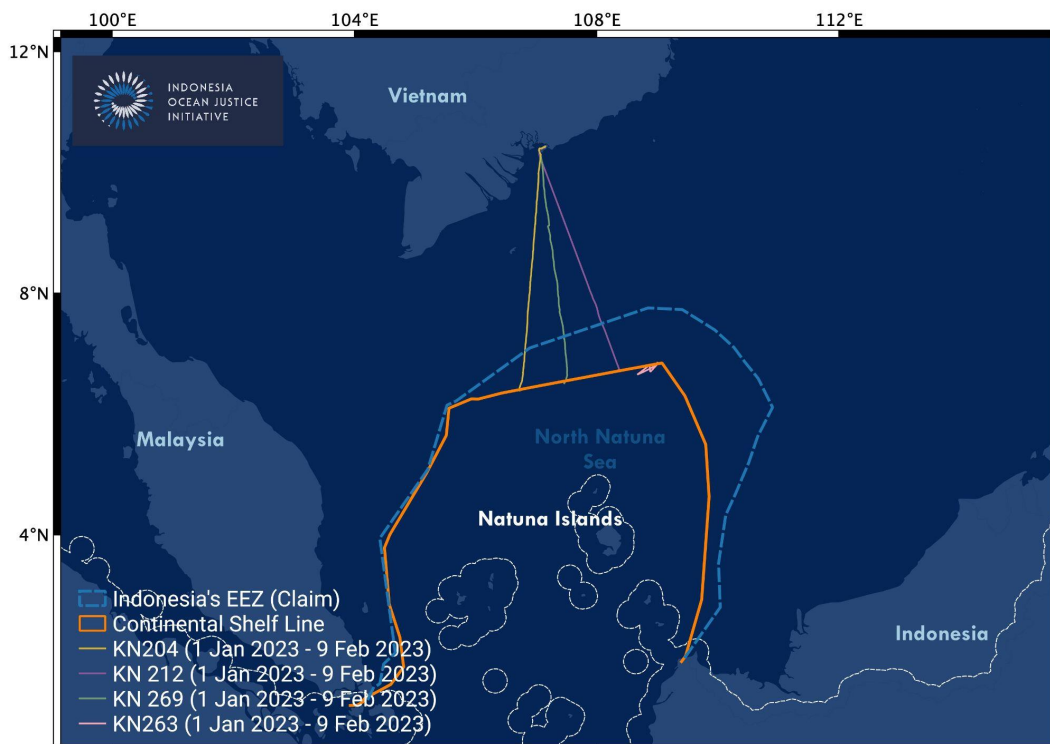 100°E
104°E
108°E
112°E
12°N
INDONESIA
OCEAN JUSTICE
INITIATIVE
Vietnam
8°N
Malaysia
North Natuna
Sea
Natuna Islands
4°N
Indonesia's EEZ (Claim)
Continental Shelf Line
KN204 (1 Jan 2023 - 9 Feb 2023)
KN 212 (1 Jan 2023 - 9 Feb 2023)
KN 269 (1 Jan 2023 - 9 Feb 2023)
KN263 (1 Jan 2023 - 9 Feb 2023)
Indonesia